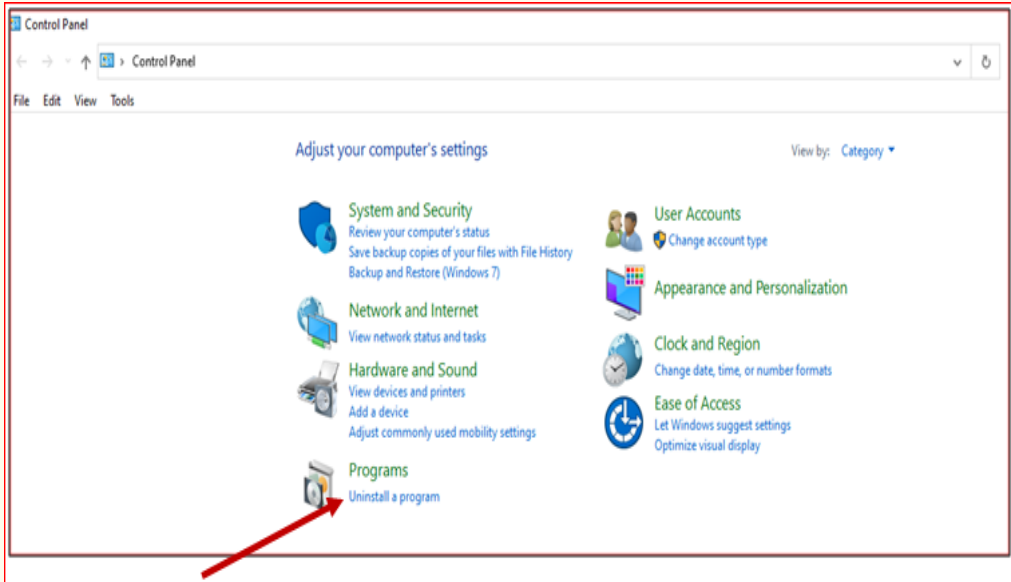 Control Panel
Control Panel
File Edit View Tools
Adjust your computer's settings
View by: Category
System and Security
Review your computer's status
Save backup copies of your files with File History
Backup and Restore (Windows 7)
Network and Internet
View network status and tasks
Hardware and Sound
View devices and printers
Add a device
Adjust commonly used mobility settings
Programs
Uninstall a program
User Accounts
Change account type
Appearance and Personalization
Clock and Region
Change date, time, or number formats
Ease of Access
Let Windows suggest settings
Optimize visual display